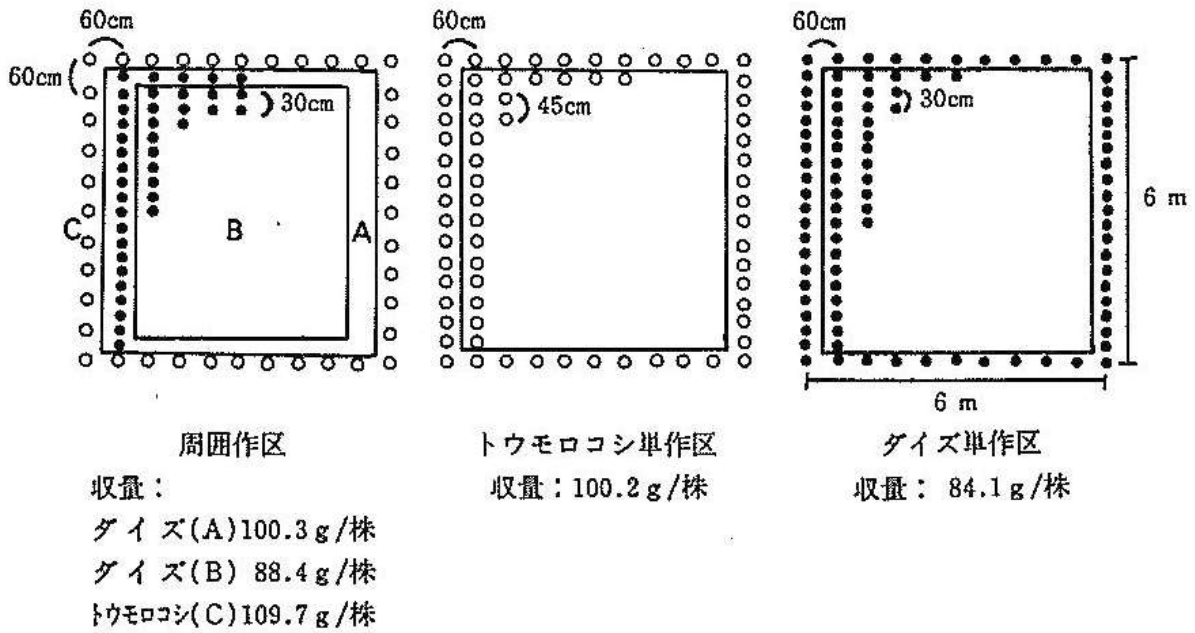 60cm
60cm
30cm
C
B
A
周囲作区
収量：
ダイズ(A)100.3g/株
ダイズ(B) 88.4g/株
トウモロコシ(C)109.7g/株
60cm
45cm
トウモロコシ単作区
収量：100.2g/株
60cm
30cm
6 m
6 m
ダイズ単作区
収量： 84.1g/株